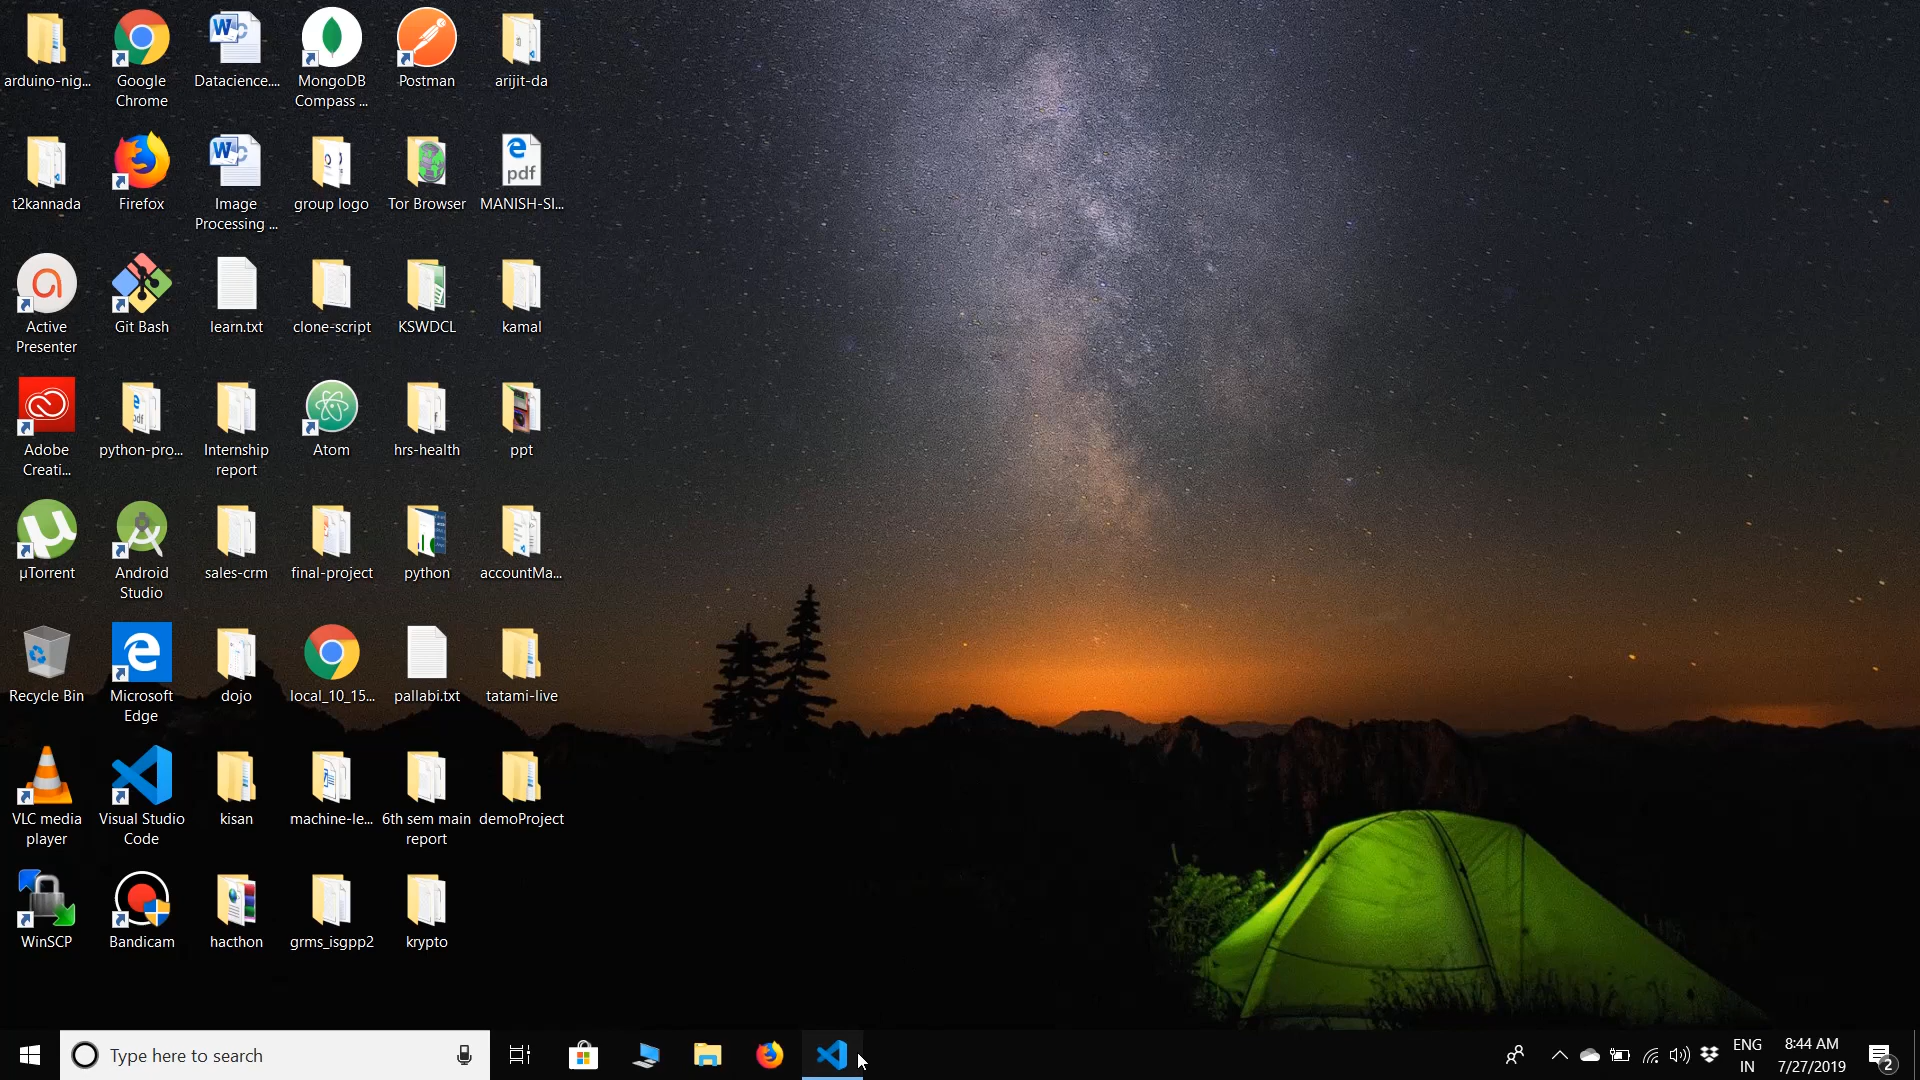 arduino-nig...
Google
Chrome
Datacience....
MongoDB
Compass ...
Postman
arijit-da
t2kannada
Firefox
Image
Processing ...
group logo
Tor Browser
pdf
MANISH-SI...
Active
Presenter
Git Bash
learn.txt
clone-script
KSWDCL
kamal
Adobe
Creati...
python-pro...
Internship
report
Atom
hrs-health
ppt
µTorrent
Android
Studio
sales-crm
final-project
python
accountMa...
Recycle Bin
Microsoft
Edge
dojo
local_10_15...
pallabi.txt
tatami-live
VLC media
player
Visual Studio
Code
kisan
machine-le...
6th sem main
report
demoProject
WinSCP
Bandicam
hacthon
grms_isgpp2
krypto
Type here to search
ENG
IN
8:44 AM
7/27/2019
2